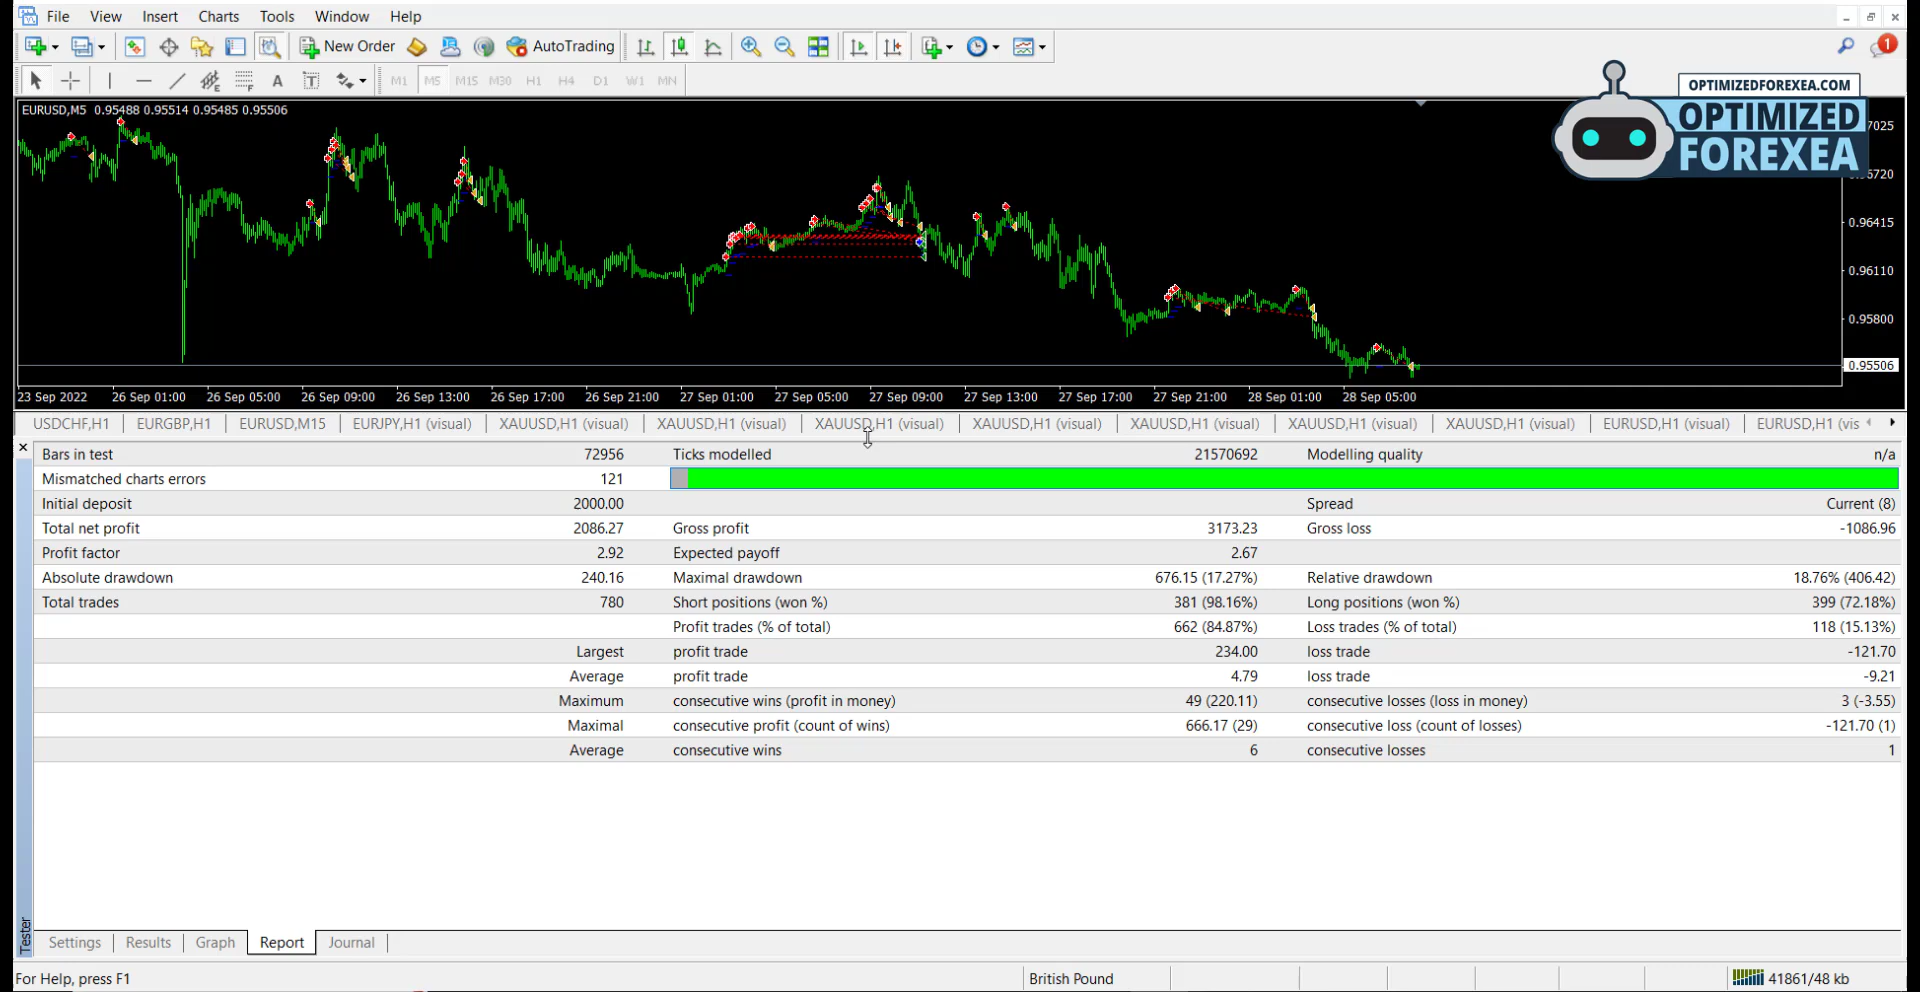 File View Insert Charts Tools Window Help
New Order AutoTrading 1
A T M1 M5 M15 M30 H1 H4 D1 W1 MN
OPTIMIZEDFOREXEA.COM
OPTIMIZED
FOREXEA
EURUSD,M5 0.95488 0.95514 0.95485 0.95506
7025
0.96415
0.96110
0.95800
0.95506
23 Sep 2022 26 Sep 01:00 26 Sep 05:00 26 Sep 09:00 26 Sep 13:00 26 Sep 17:00 26 Sep 21:00 27 Sep 01:00 27 Sep 05:00 27 Sep 09:00 27 Sep 13:00 27 Sep 17:00 27 Sep 21:00 28 Sep 01:00 28 Sep 05:00
USDCHF,H1 EURGBP,H1 EURUSD,M15 EURJPY,H1 (visual) XAUUSD,H1 (visual) XAUUSD,H1 (visual) XAUUSD,H1 (visual) XAUUSD,H1 (visual) XAUUSD,H1 (visual) XAUUSD,H1 (visual) XAUUSD,H1 (visual) EURUSD,H1 (visual) EURUSD,H1 (vis
Bars in test 72956 Ticks modelled 21570692 Modelling quality n/a
Mismatched charts errors 121
Initial deposit 2000.00 Spread Current (8)
Total net profit 2086.27 Gross profit 3173.23 Gross loss -1086.96
Profit factor 2.92 Expected payoff 2.67
Absolute drawdown 240.16 Maximal drawdown 676.15 (17.27%) Relative drawdown 18.76% (406.42)
Total trades 780 Short positions (won %) 381 (98.16%) Long positions (won %) 399 (72.18%)
Profit trades (% of total) 662 (84.87%) Loss trades (% of total) 118 (15.13%)
Largest profit trade 234.00 loss trade -121.70
Average profit trade 4.79 loss trade -9.21
Maximum consecutive wins (profit in money) 49 (220.11) consecutive losses (loss in money) 3 (-3.55)
Maximal consecutive profit (count of wins) 666.17 (29) consecutive loss (count of losses) -121.70 (1)
Average consecutive wins 6 consecutive losses 1
Tester
Settings Results Graph Report Journal
For Help, press F1 British Pound 41861/48 kb